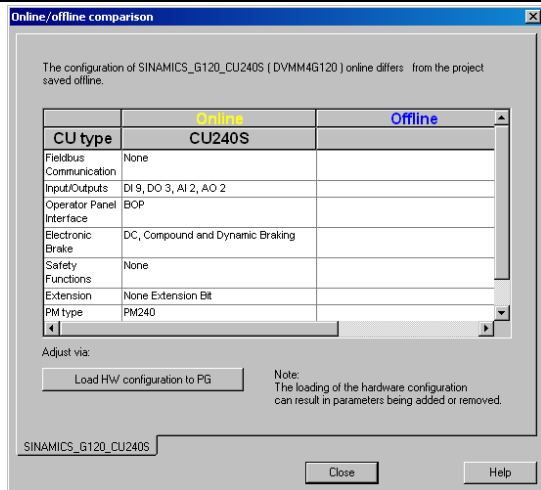 Online/offline comparison
The configuration of SINAMICS_G120_CU240S ( DVMM4G120 ) online differs from the project
saved offline.
Online Offline
CU type CU240S
Fieldbus Communication None
Input/Outputs DI 9, DO 3, AI 2, AO 2
Operator Panel Interface BOP
Electronic Brake DC, Compound and Dynamic Braking
Safety Functions None
Extension None Extension Bit
PM type PM240
Adjust via:
Load HW configuration to PG
Note:
The loading of the hardware configuration
can result in parameters being added or removed.
SINAMICS_G120_CU240S
Close Help